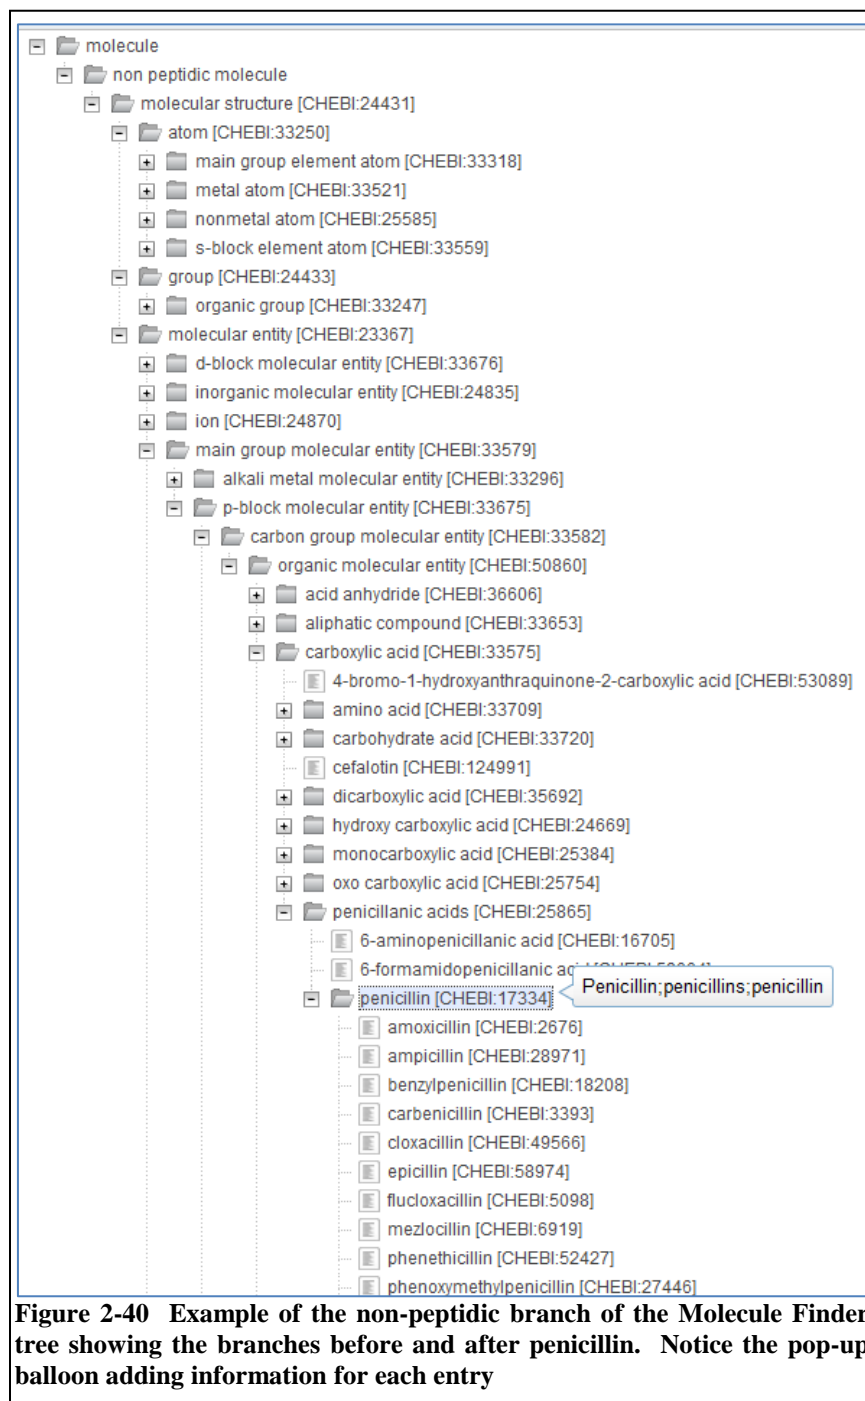 molecule
non peptidic molecule
molecular structure [CHEBI:24431]
atom [CHEBI:33250]
main group element atom [CHEBI:33318]
metal atom [CHEBI:33521]
nonmetal atom [CHEBI:25585]
s-block element atom [CHEBI:33559]
group [CHEBI:24433]
organic group [CHEBI:33247]
molecular entity [CHEBI:23367]
d-block molecular entity [CHEBI:33676]
inorganic molecular entity [CHEBI:24835]
ion [CHEBI:24870]
main group molecular entity [CHEBI:33579]
alkali metal molecular entity [CHEBI:33296]
p-block molecular entity [CHEBI:33675]
carbon group molecular entity [CHEBI:33582]
organic molecular entity [CHEBI:50860]
acid anhydride [CHEBI:36606]
aliphatic compound [CHEBI:33653]
carboxylic acid [CHEBI:33575]
4-bromo-1-hydroxyanthraquinone-2-carboxylic acid [CHEBI:53089]
amino acid [CHEBI:33709]
carbohydrate acid [CHEBI:33720]
cefalotin [CHEBI:124991]
dicarboxylic acid [CHEBI:35692]
hydroxy carboxylic acid [CHEBI:24669]
monocarboxylic acid [CHEBI:25384]
oxo carboxylic acid [CHEBI:25754]
penicillanic acids [CHEBI:25865]
6-aminopenicillanic acid [CHEBI:16705]
6-formamidopenicillanic
penicillin [CHEBI:17334]
Penicillin;penicillins;penicillin
amoxicillin [CHEBI:2676]
ampicillin [CHEBI:28971]
benzylpenicillin [CHEBI:18208]
carbenicillin [CHEBI:3393]
cloxacillin [CHEBI:49566]
epicillin [CHEBI:58974]
flucloxacillin [CHEBI:5098]
mezlocillin [CHEBI:6919]
phenethicillin [CHEBI:52427]
phenoxymethylpenicillin [CHEBI:27446]
Figure 2-40 Example of the non-peptidic branch of the Molecule Finder
tree showing the branches before and after penicillin. Notice the pop-up
balloon adding information for each entry